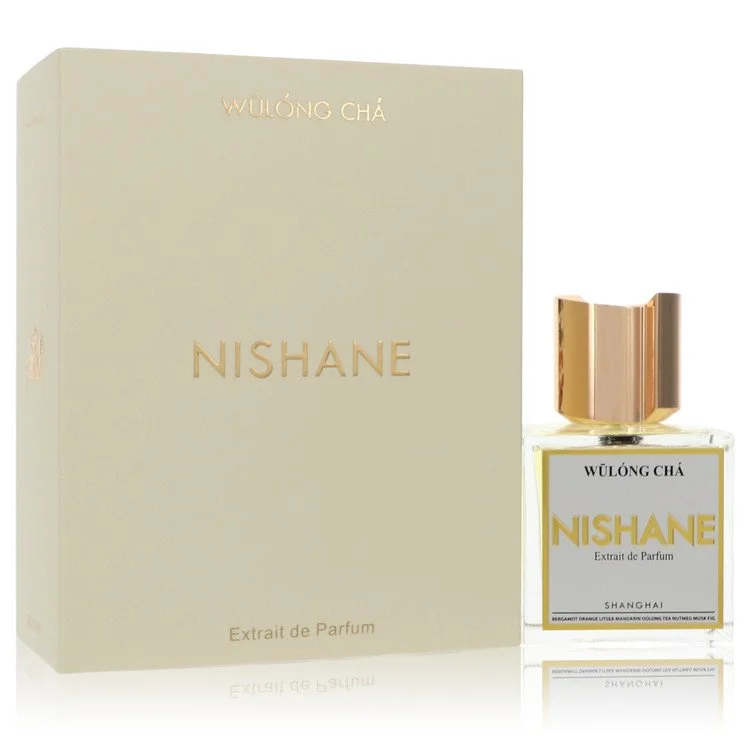 WŪLÓNG CHÁ
NISHANE
Extrait de Parfum
WŪLÓNG CHÁ
NISHANE
Extrait de Parfum
SHANGHAI
BERGAMOT ORANGE LITSEA MANDARIN OOLONG TEA NUTMEG MUSK FIG